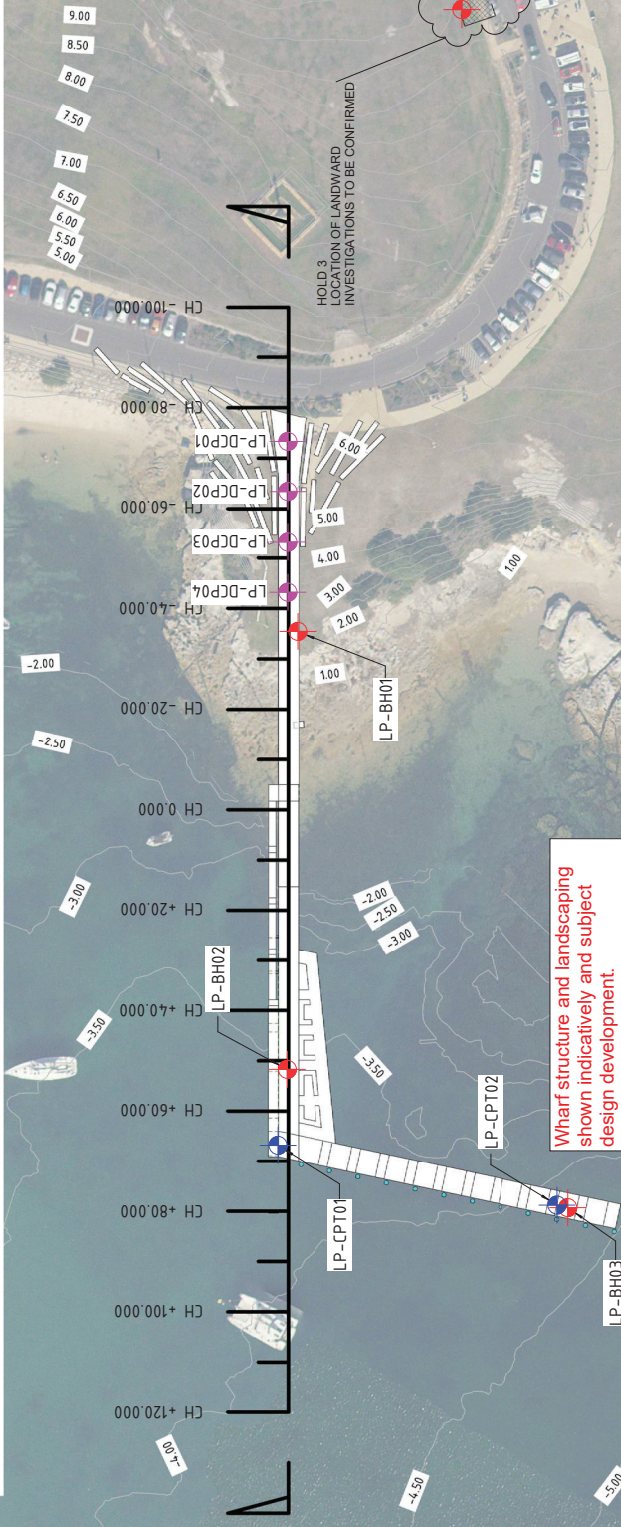 9.00
8.50
8.00
7.50
7.00
6.50
6.00
5.50
5.00
HOLD 3
LOCATION OF LANDWARD
INVESTIGATIONS TO BE CONFIRMED
CH -100.000
CH -80.000
LP-DCP01
6.00
LP-DCP02
CH -60.000
5.00
LP-DCP03
4.00
1.00
LP-DCP04
CH -40.000
3.00
2.00
-2.00
1.00
LP-BH01
CH -20.000
-2.50
CH 0.000
-3.00
-2.00
-2.50
-3.00
CH +20.000
LP-BH02
CH +40.000
-3.50
-3.50
CH +60.000
LP-CPT02
Wharf structure and landscaping
shown indicatively and subject
design development.
CH +80.000
LP-CPT01
LP-BH03
CH +100.000
CH +120.000
-4.00
-4.50
-5.00